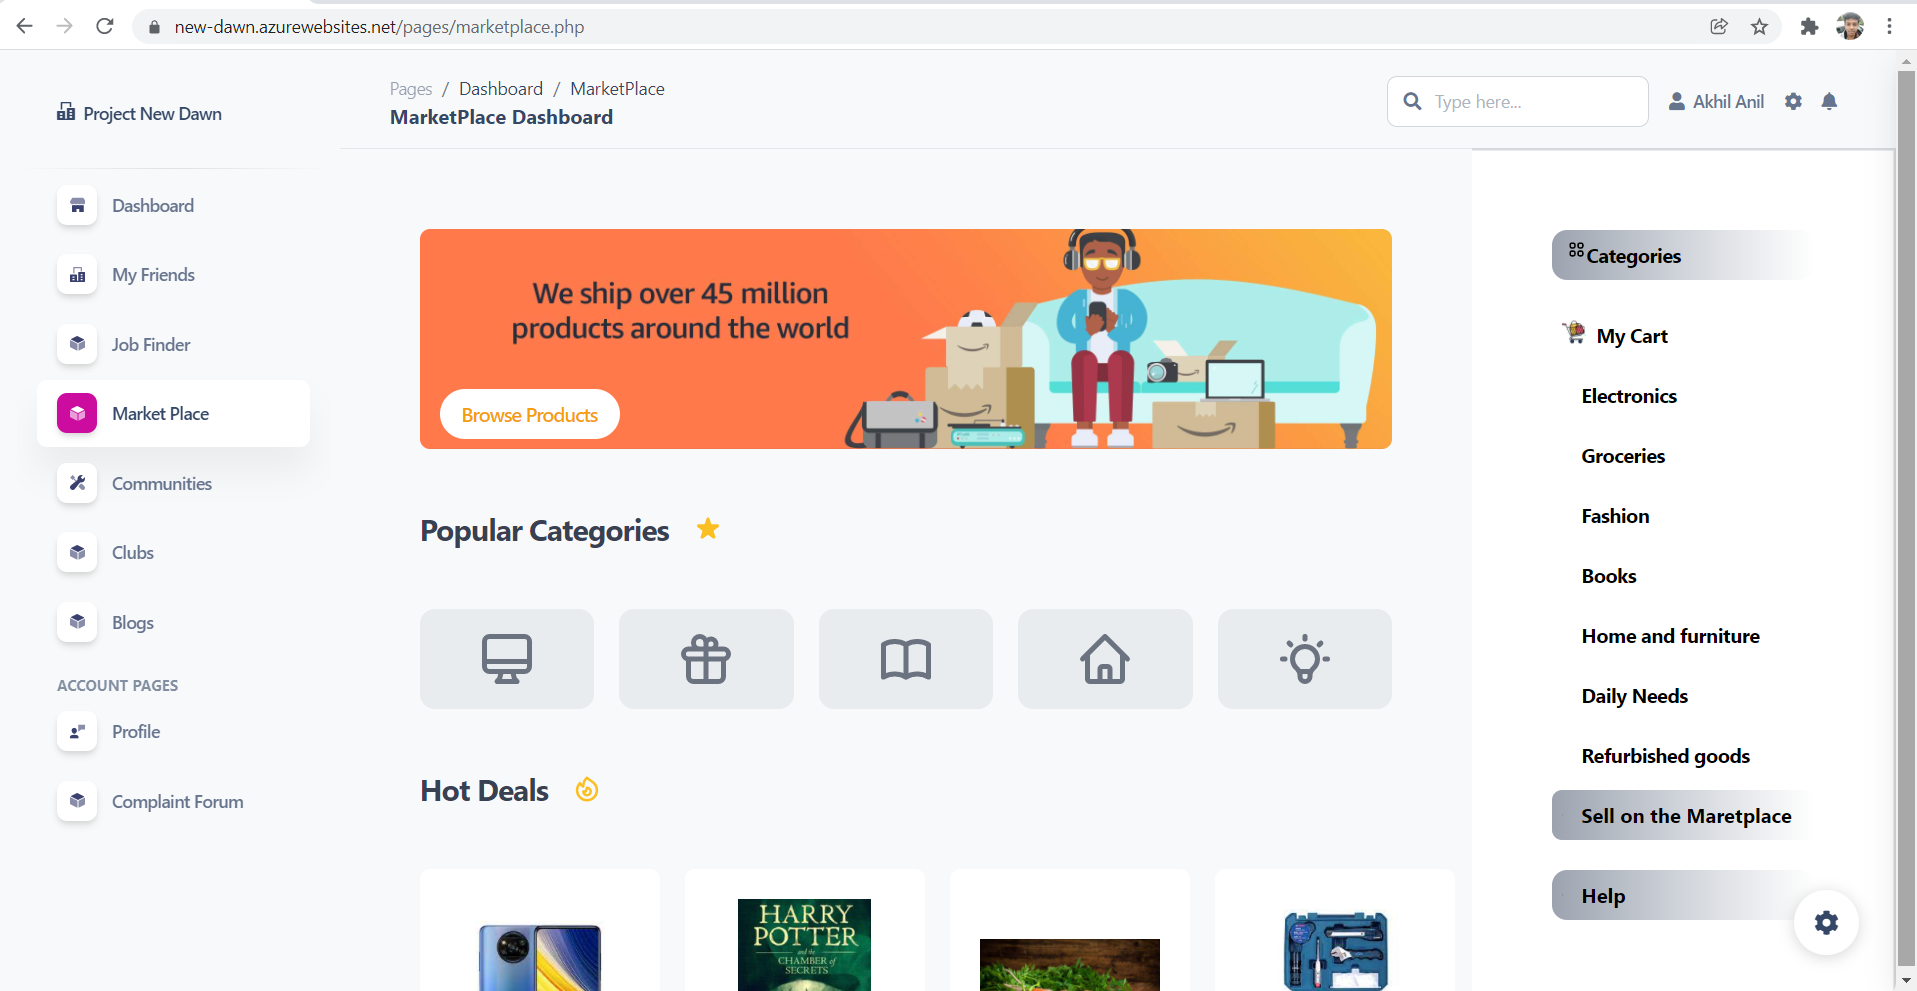 new-dawn.azurewebsites.net/pages/marketplace.php
Project New Dawn
Pages / Dashboard / MarketPlace
MarketPlace Dashboard
Type here...
Akhil Anil
Dashboard
My Friends
Job Finder
Market Place
Communities
Clubs
Blogs
ACCOUNT PAGES
Profile
Complaint Forum
We ship over 45 million
products around the world
Browse Products
Popular Categories
Hot Deals
HARRY
POTTER
and the
CHAMBER of
SECRETS
Categories
My Cart
Electronics
Groceries
Fashion
Books
Home and furniture
Daily Needs
Refurbished goods
Sell on the Maretplace
Help